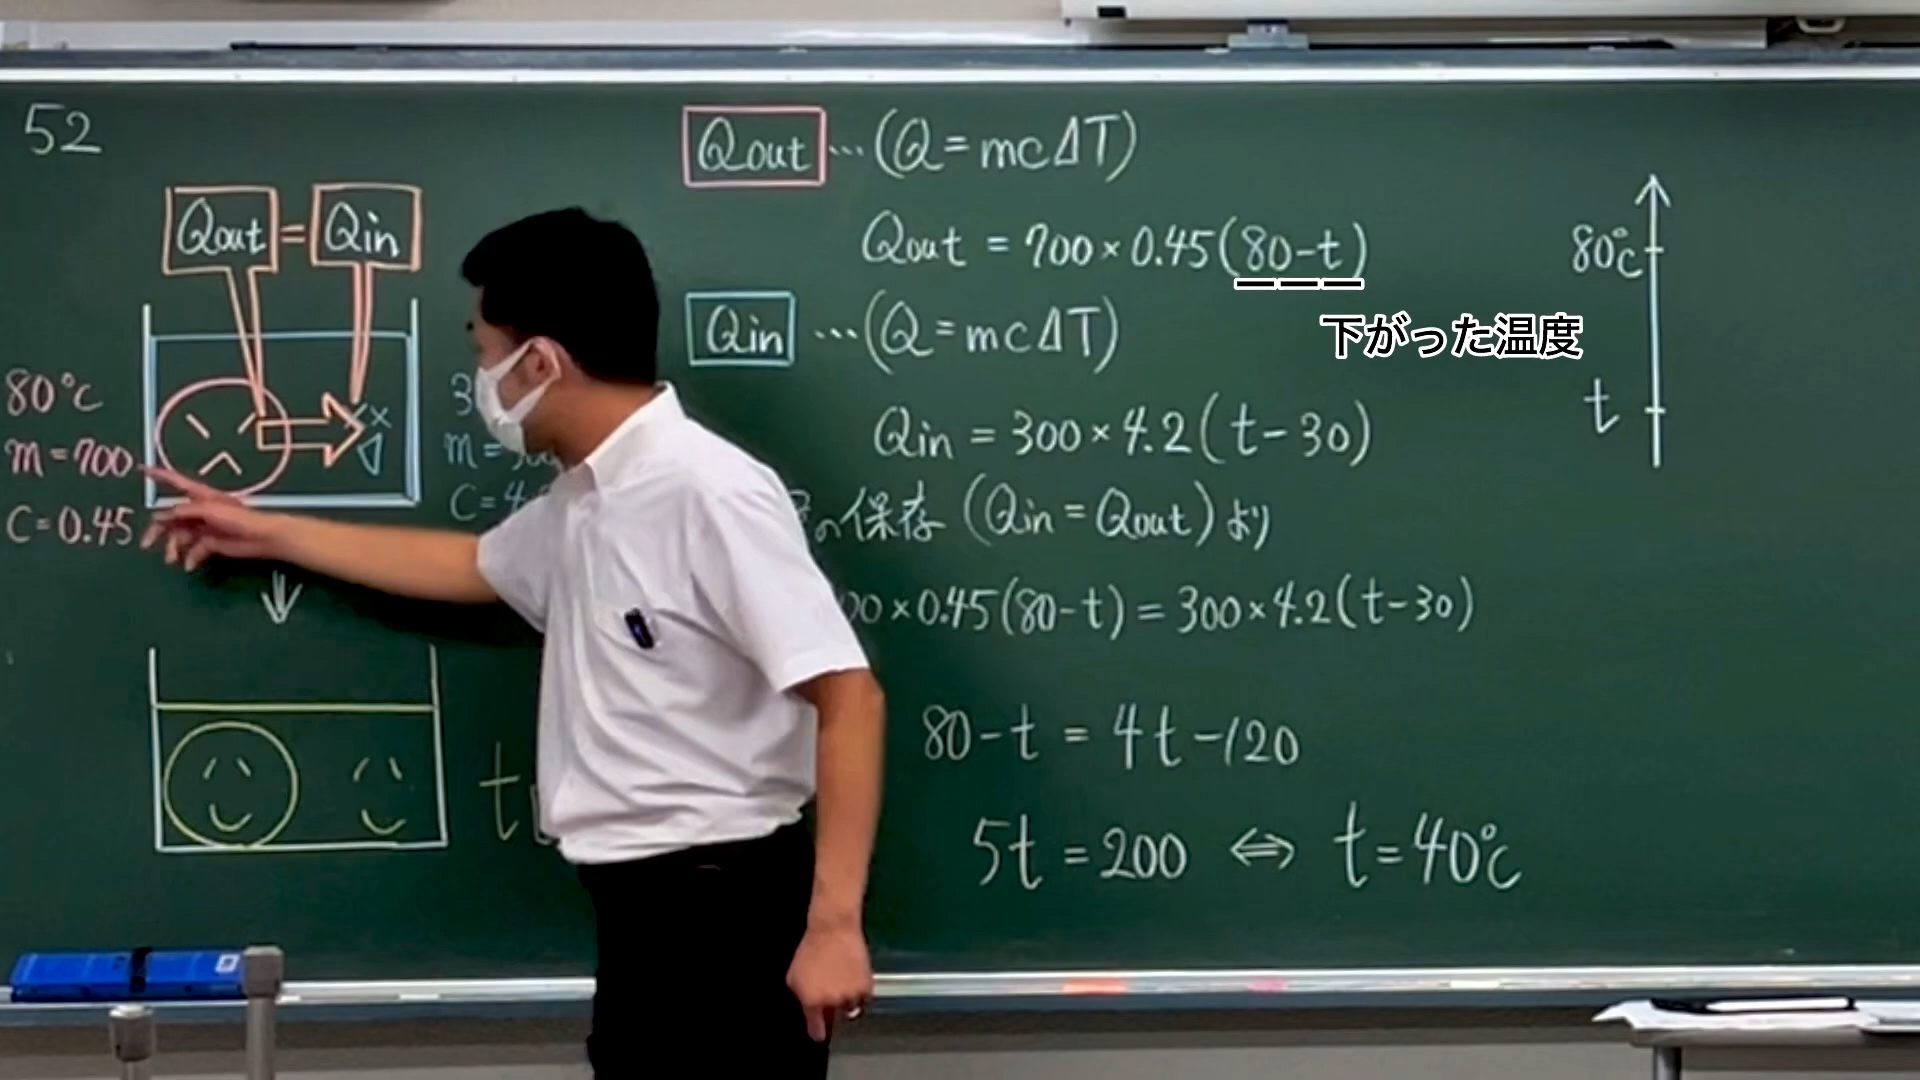 52
Qout = Qin
80℃
m=700
C=0.45
m=
C=4.
t
Qout …(Q=mcΔT)
Qout = 700×0.45(80-t)
下がった温度
Qin …(Q=mcΔT)
Qin = 300×4.2(t-30)
の保存 (Qin=Qout)より
00×0.45(80-t)=300×4.2(t-30)
80-t = 4t-120
5t=200 ⇔ t=40℃
80℃
t